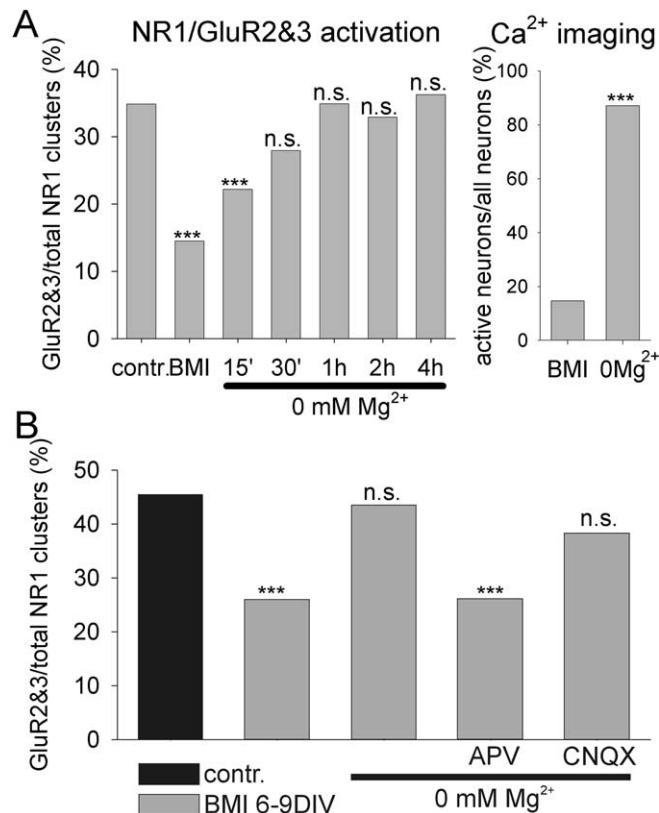 A
NR1/GluR2&3 activation
Ca2+ imaging
GluR2&3/total NR1 clusters (%)
40
30
20
10
0
***
***
n.s.
n.s.
n.s.
n.s.
contr. BMI 15' 30' 1h 2h 4h
0 mM Mg2+
active neurons/all neurons (%)
100
80
60
40
20
0
***
BMI 0Mg2+
B
GluR2&3/total NR1 clusters (%)
50
40
30
20
10
0
***
n.s.
***
n.s.
APV CNQX
0 mM Mg2+
contr.
BMI 6-9DIV